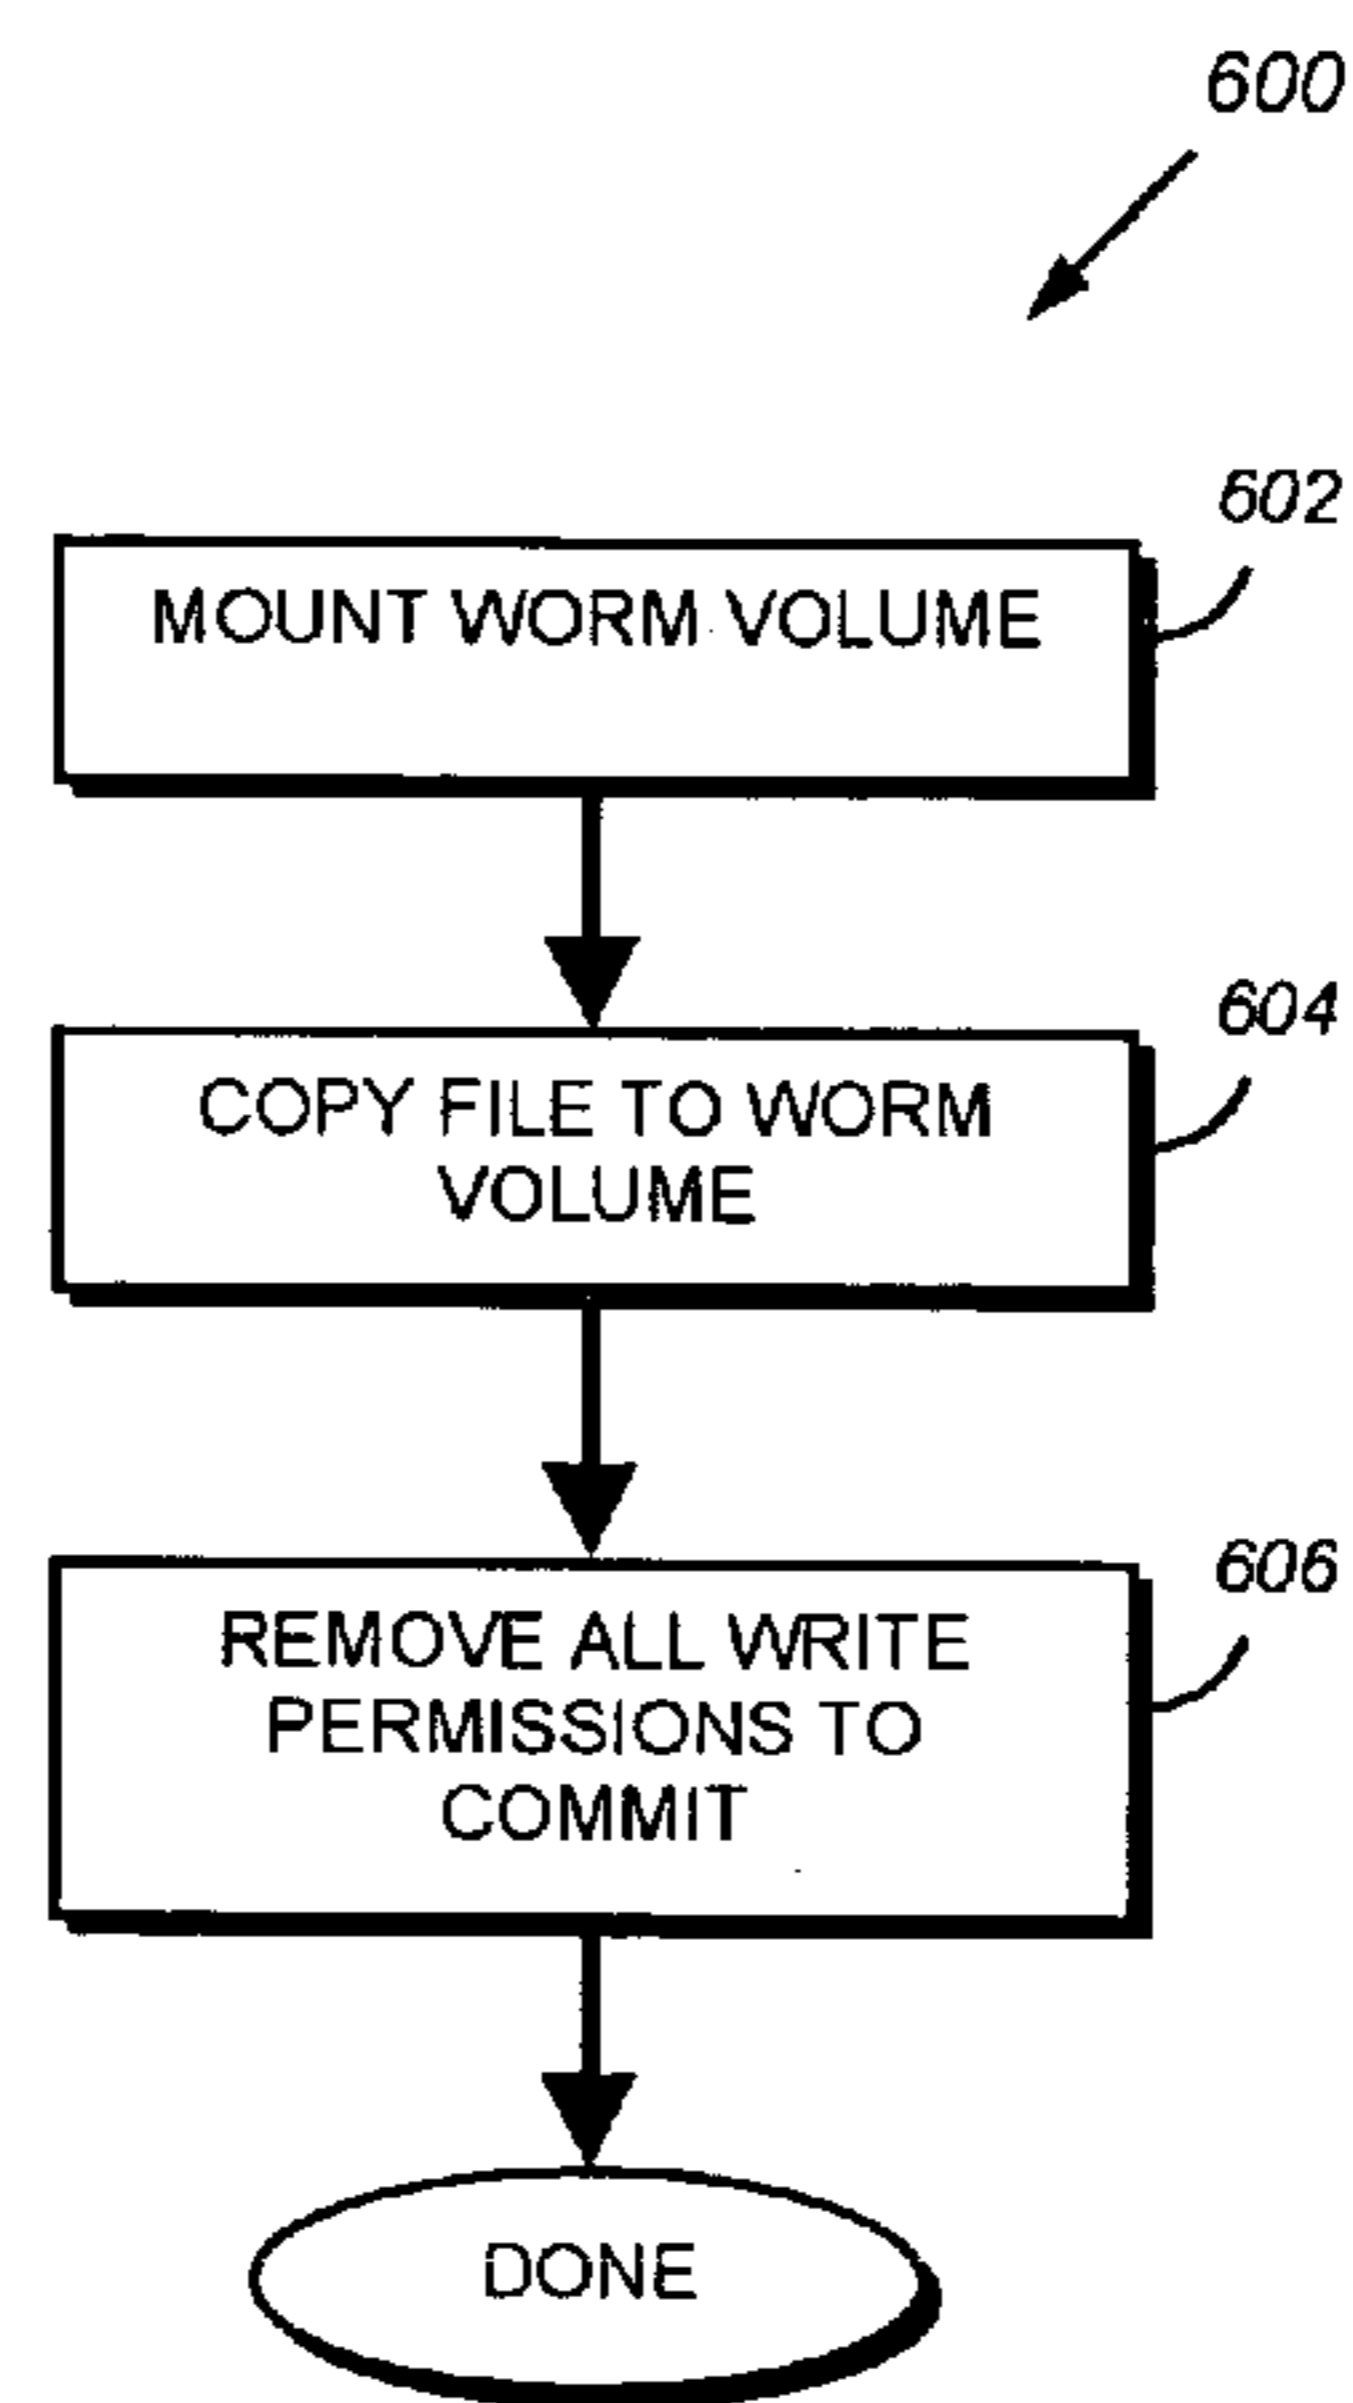 600
602
MOUNT WORM VOLUME
604
COPY FILE TO WORM
VOLUME
606
REMOVE ALL WRITE
PERMISSIONS TO
COMMIT
DONE